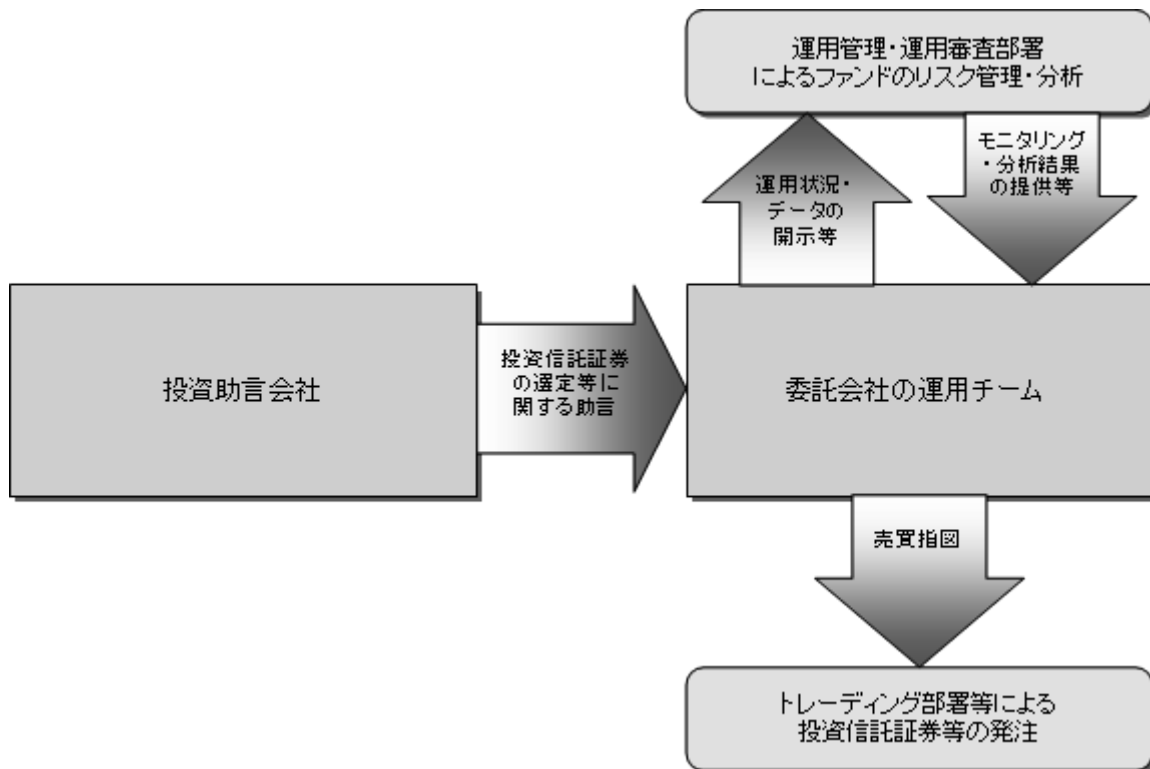 運用管理・運用審査部署
によるファンドのリスク管理・分析
運用状況・
データの
開示等
モニタリング
・分析結果
の提供等
投資助言会社
投資信託証券
の選定等に
関する助言
委託会社の運用チーム
売買指図
トレーディング部署等による
投資信託証券等の発注